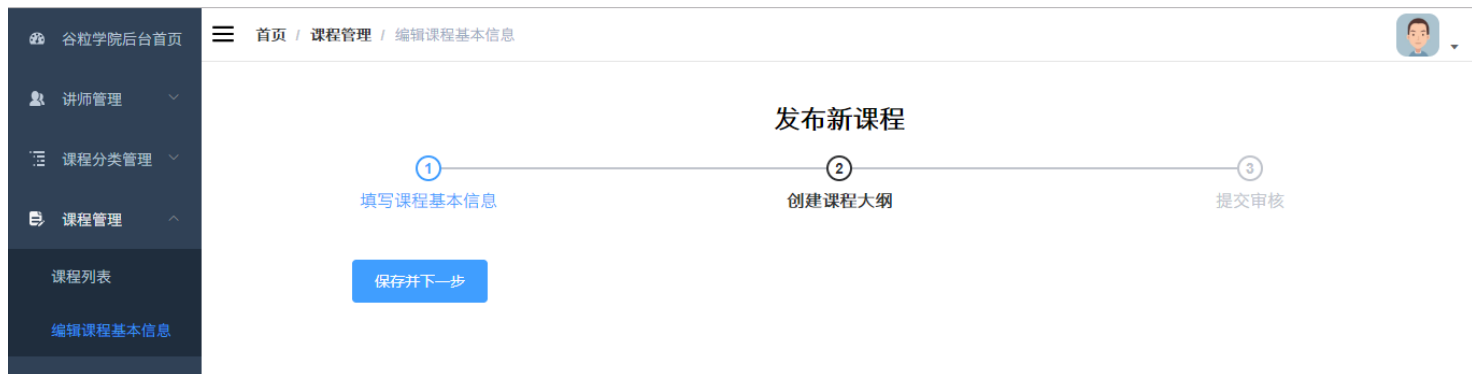 谷粒学院后台首页
首页 / 课程管理 / 编辑课程基本信息
讲师管理
课程分类管理
课程管理
课程列表
编辑课程基本信息
发布新课程
1 2 3
填写课程基本信息 创建课程大纲 提交审核
保存并下一步